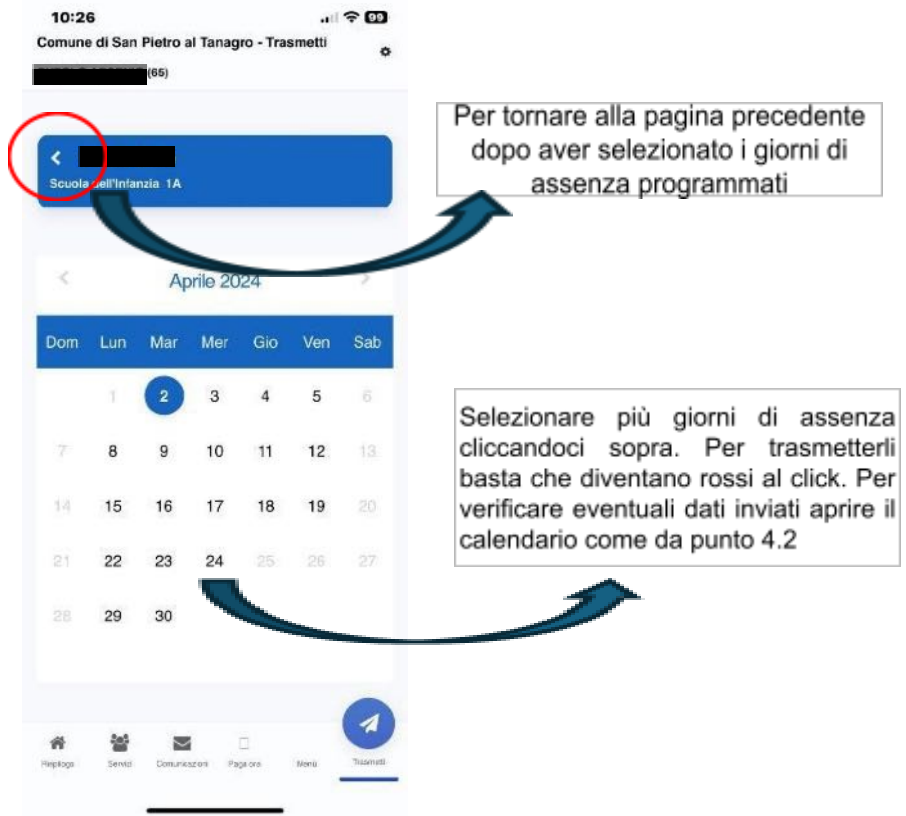 10:26
99
Comune di San Pietro al Tanagro - Trasmetti
(65)
Scuola dell'Infanzia 1A
Per tornare alla pagina precedente
dopo aver selezionato i giorni di
assenza programmati
Aprile 2024
Dom Lun Mar Mer Gio Ven Sab
1 2 3 4 5 6
7 8 9 10 11 12 13
14 15 16 17 18 19 20
21 22 23 24 25 26 27
28 29 30
Selezionare più giorni di assenza
cliccandoci sopra. Per trasmetterli
basta che diventano rossi al click. Per
verificare eventuali dati inviati aprire il
calendario come da punto 4.2
Riepilogo Servizi Comunicazioni Paga ora Menù Trasmetti